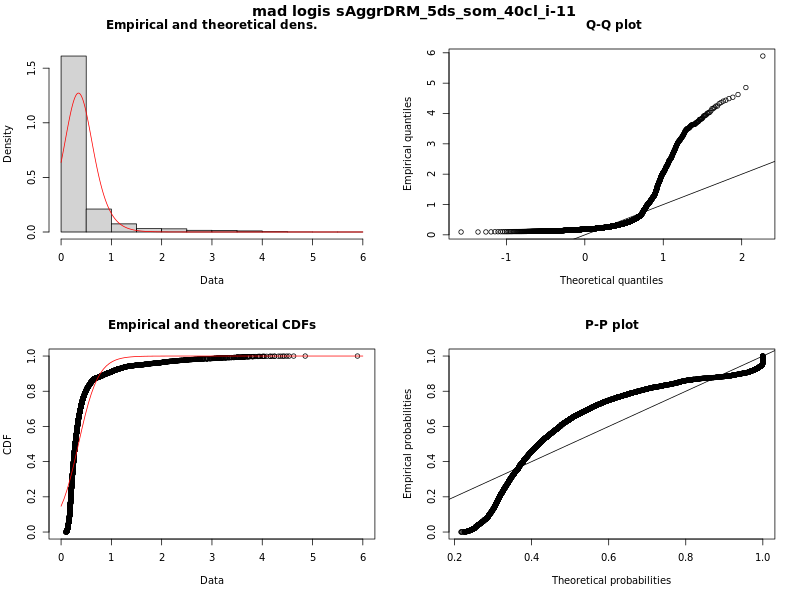 mad logis sAggrDRM_5ds_som_40cl_i-11
Empirical and theoretical dens.
Density
0.0 0.5 1.0 1.5
0 1 2 3 4 5 6
Data
Q-Q plot
Empirical quantiles
0 1 2 3 4 5 6
-1 0 1 2
Theoretical quantiles
Empirical and theoretical CDFs
CDF
0.0 0.2 0.4 0.6 0.8 1.0
0 1 2 3 4 5 6
Data
P-P plot
Empirical probabilities
0.0 0.2 0.4 0.6 0.8 1.0
0.2 0.4 0.6 0.8 1.0
Theoretical probabilities